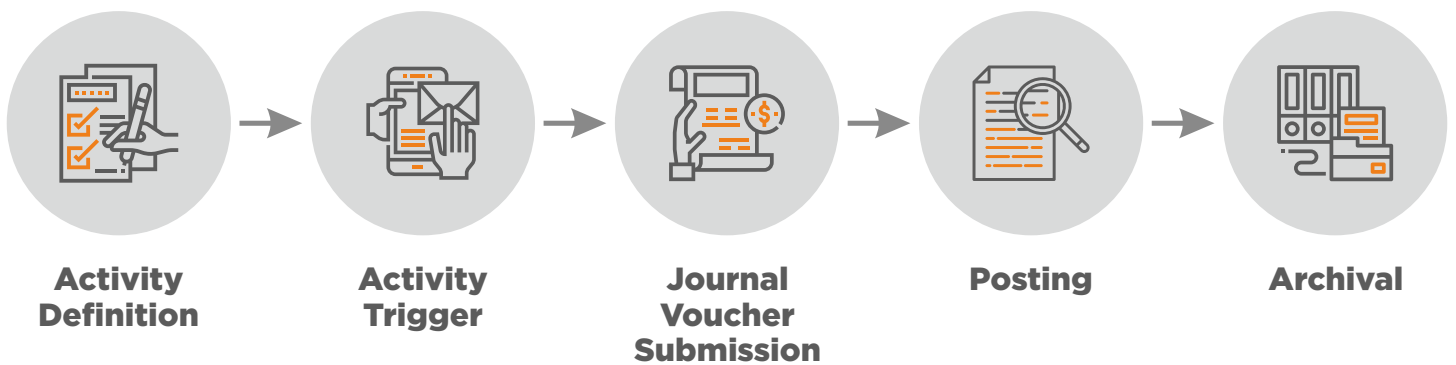 Activity
Definition
Activity
Trigger
Journal
Voucher
Submission
Posting
Archival